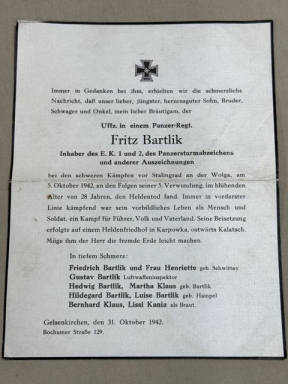 Immer in Gedanken bei ihm, erhielten wir die schmerzliche
Nachricht, daß unser lieber, jüngster, herzensguter Sohn, Bruder,
Schwager und Onkel, mein lieber Bräutigam, der
Uffz. in einem Panzer-Regt.
Fritz Bartlik
Inhaber des E. K. 1 und 2, des Panzersturmabzeichens
und anderer Auszeichnungen
bei den schweren Kämpfen vor Stalingrad an der Wolga, am
5. Oktober 1942, an den Folgen seiner 5. Verwundung, im blühenden
Alter von 28 Jahren, den Heldentod fand. Immer in vorderster
Linie kämpfend war sein vorbildliches Leben als Mensch und
Soldat, ein Kampf für Führer, Volk und Vaterland. Seine Beisetzung
erfolgte auf einem Heldenfriedhof in Karpowka, ostwärts Kalatsch.
Möge ihm der Herr die fremde Erde leicht machen.
In tiefem Schmerz:
Friedrich Bartlik und Frau Henriette geb. Schwittay
Gustav Bartlik Luftwaffeninspektor
Hedwig Bartlik, Martha Klaus geb. Bartlik
Hildegard Bartlik, Luise Bartlik geb. Hampel
Bernhard Klaus, Lissi Kania als Braut.
Gelsenkirchen, den 31. Oktober 1942.
Bochumer Straße 129.